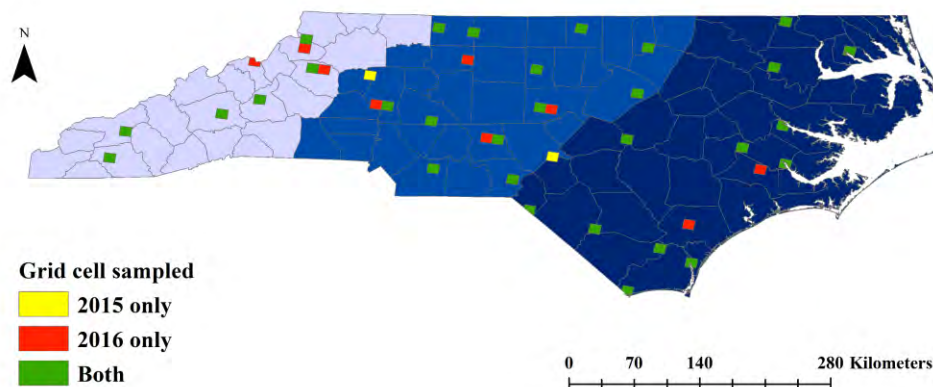 N
Grid cell sampled
2015 only
2016 only
Both
0 70 140 280 Kilometers